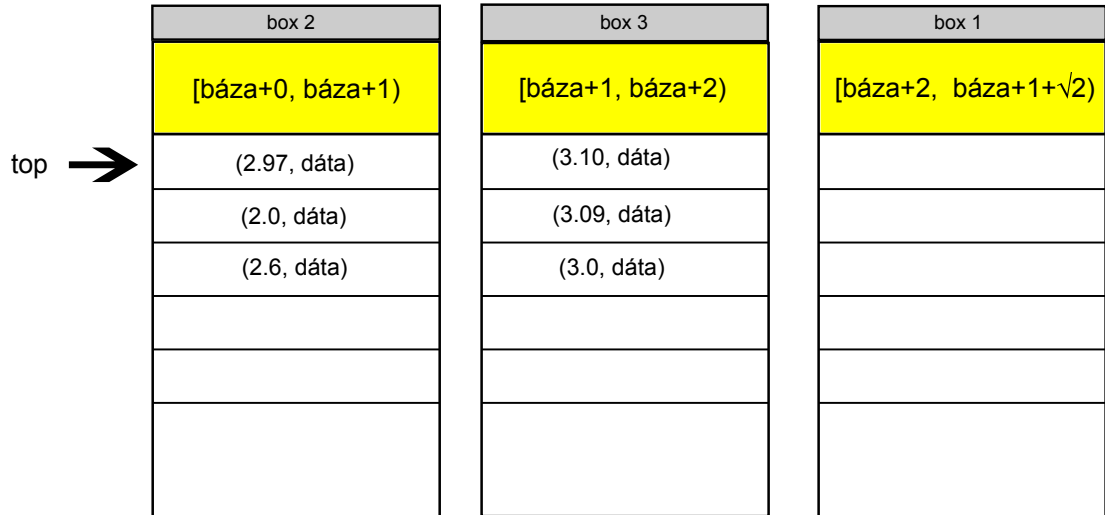 box 2
box 3
box 1
[báza+0, báza+1)
[báza+1, báza+2)
[báza+2, báza+1+√2)
top
(2.97, dáta)
(3.10, dáta)
(2.0, dáta)
(3.09, dáta)
(2.6, dáta)
(3.0, dáta)